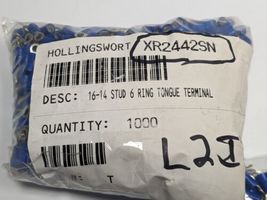 HOLLINGSWORT XR2442SN
DESC: 16-14 STUD 6 RING TONGUE TERMINAL
QUANTITY: 1000
L2I
T